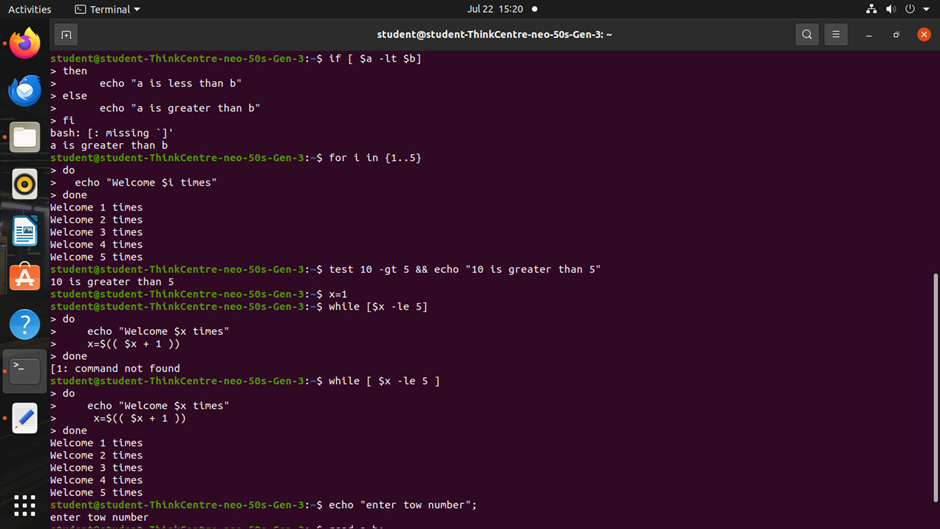 Activities
Terminal
Jul 22 15:20
student@student-ThinkCentre-neo-50s-Gen-3: ~
student@student-ThinkCentre-neo-50s-Gen-3:~$ if [ $a -lt $b]
> then
>       echo "a is less than b"
> else
>       echo "a is greater than b"
> fi
bash: [: missing `]'
a is greater than b
student@student-ThinkCentre-neo-50s-Gen-3:~$ for i in {1..5}
> do
>   echo "Welcome $i times"
> done
Welcome 1 times
Welcome 2 times
Welcome 3 times
Welcome 4 times
Welcome 5 times
student@student-ThinkCentre-neo-50s-Gen-3:~$ test 10 -gt 5 && echo "10 is greater than 5"
10 is greater than 5
student@student-ThinkCentre-neo-50s-Gen-3:~$ x=1
student@student-ThinkCentre-neo-50s-Gen-3:~$ while [$x -le 5]
> do
>     echo "Welcome $x times"
>     x=$(( $x + 1 ))
> done
[1: command not found
student@student-ThinkCentre-neo-50s-Gen-3:~$ while [ $x -le 5 ]
> do
>     echo "Welcome $x times"
>      x=$(( $x + 1 ))
> done
Welcome 1 times
Welcome 2 times
Welcome 3 times
Welcome 4 times
Welcome 5 times
student@student-ThinkCentre-neo-50s-Gen-3:~$ echo "enter tow number";
enter tow number